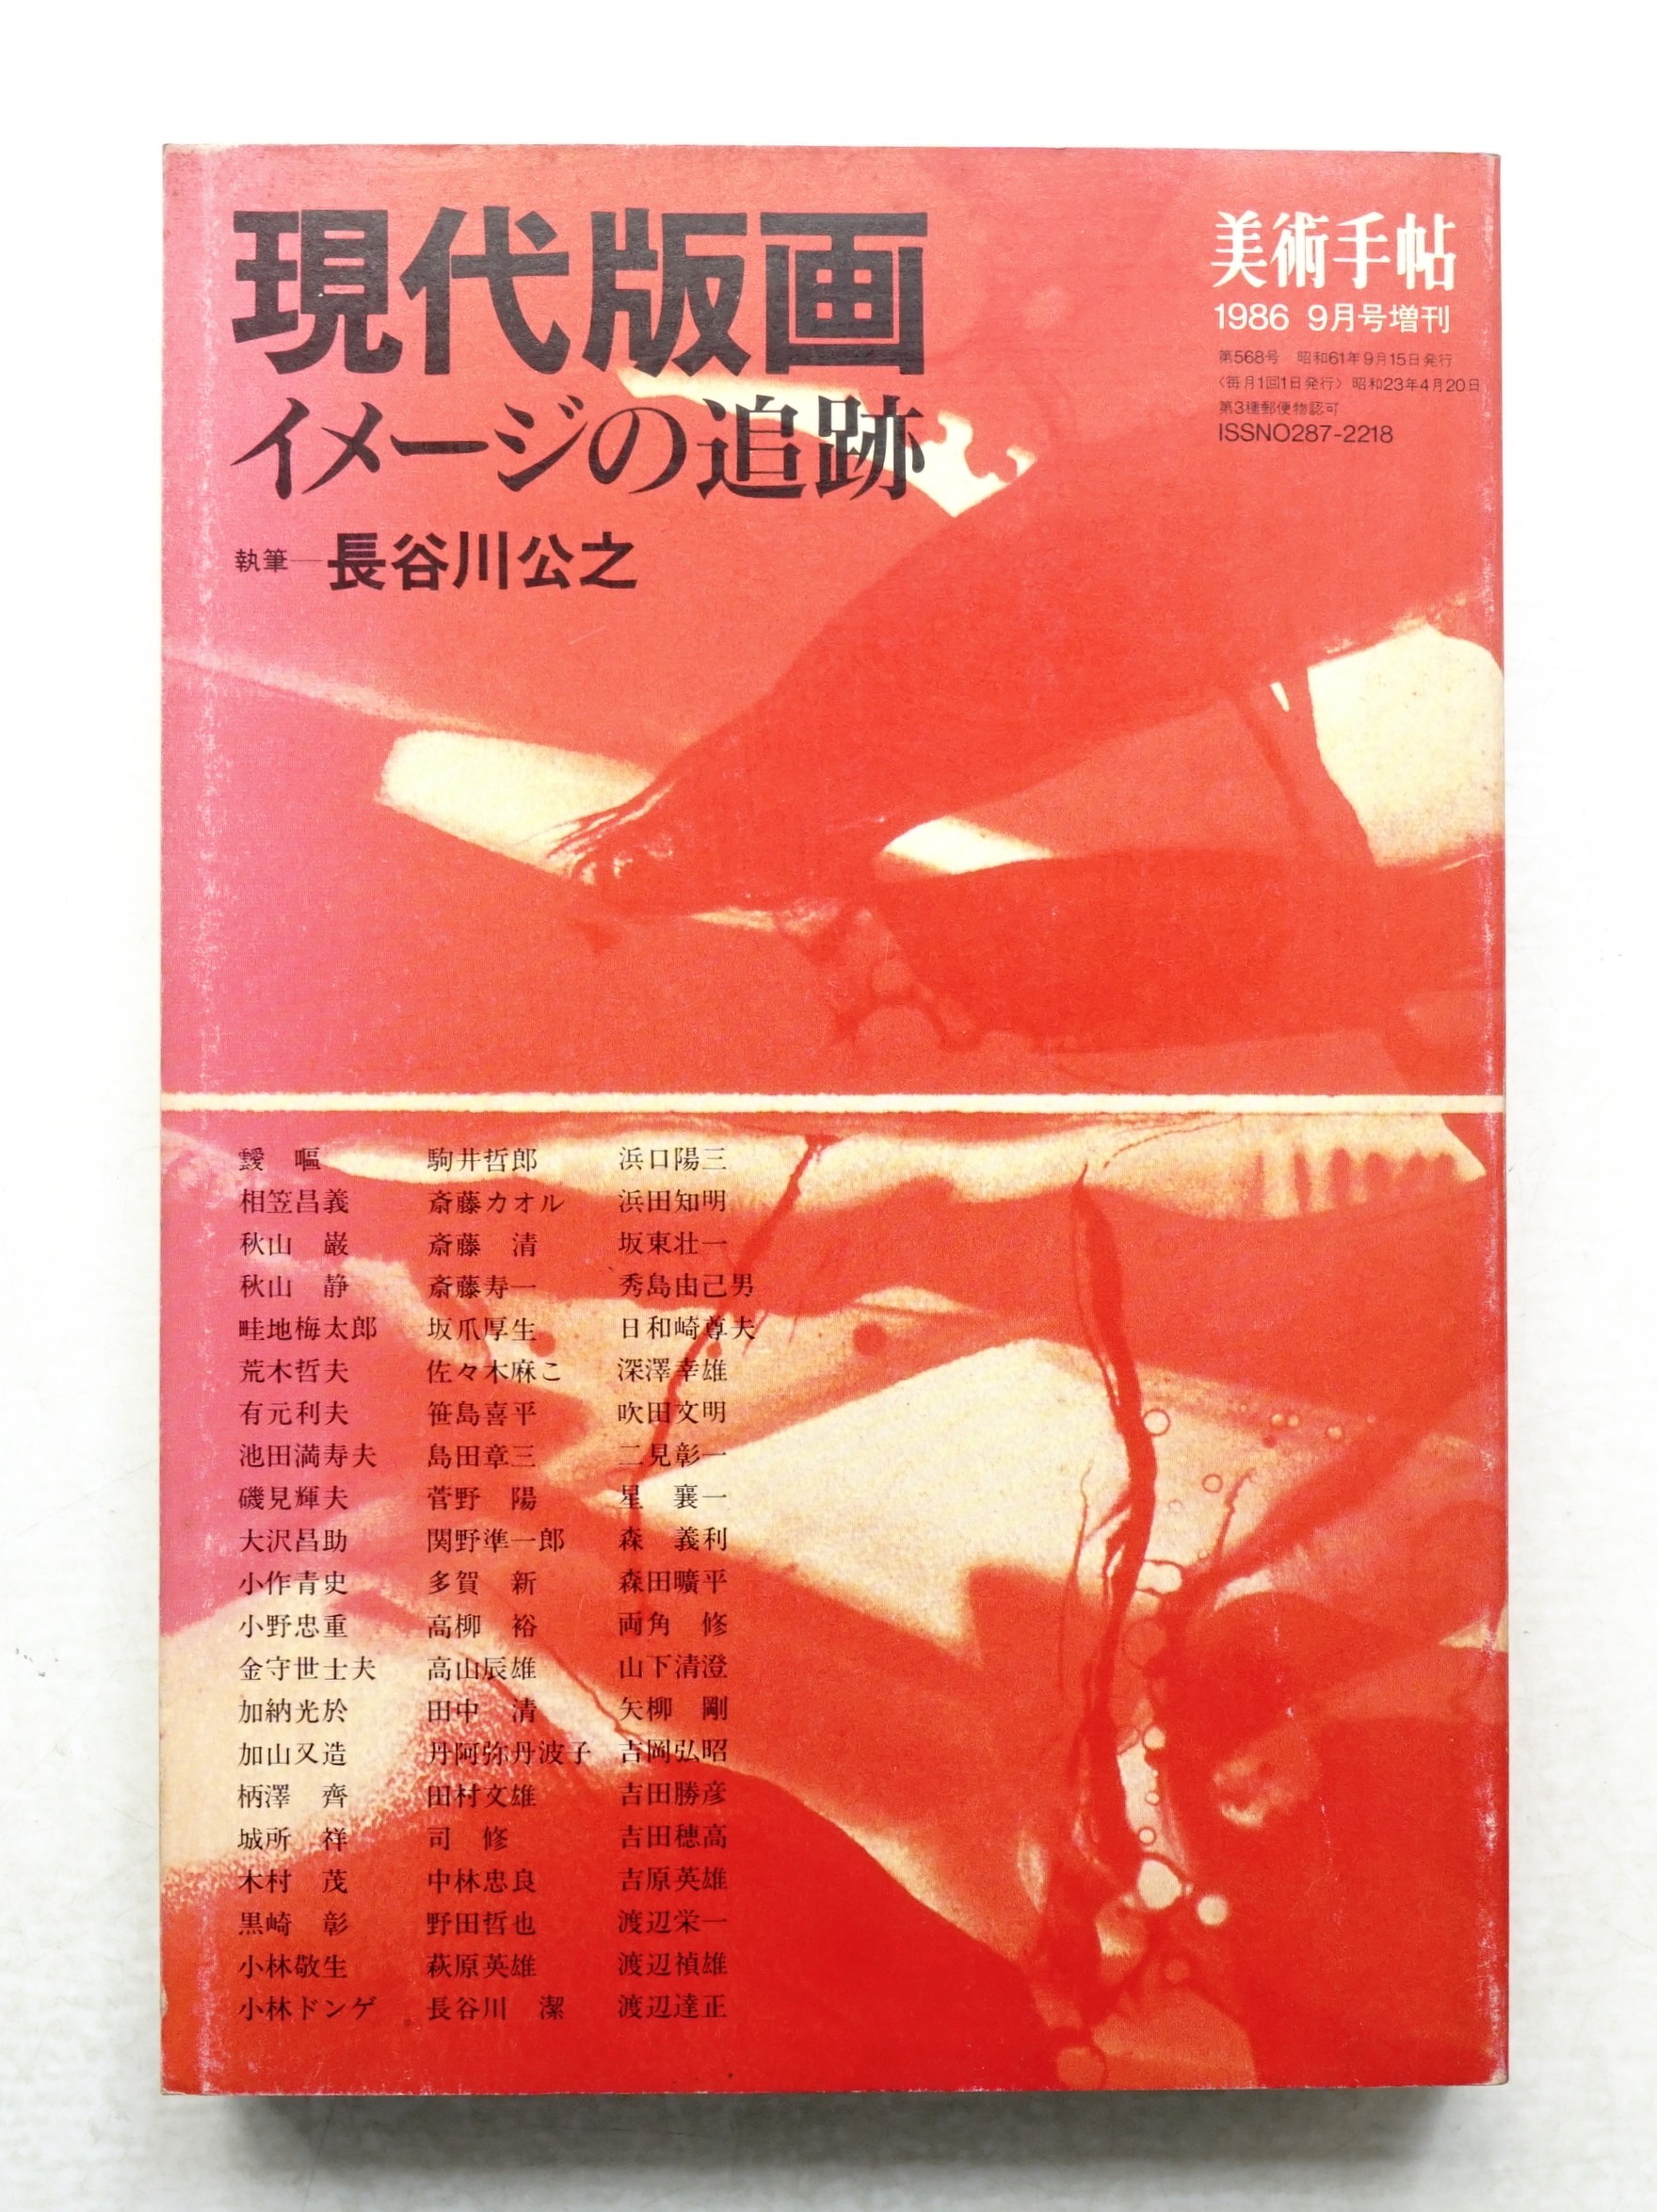 現代版画
イメージの追跡
執筆―長谷川公之
美術手帖
1986 9月号増刊
第568号 昭和61年9月15日発行
〈毎月1回1日発行〉 昭和23年4月20日
第3種郵便物認可
ISSN0287-2218
靉 嘔
相笠昌義
秋山 巌
秋山 静
畦地梅太郎
荒木哲夫
有元利夫
池田満寿夫
磯見輝夫
大沢昌助
小作青史
小野忠重
金守世士夫
加納光於
加山又造
柄澤 齊
城所 祥
木村 茂
黒崎 彰
小林敬生
小林ドンゲ
駒井哲郎
斎藤カオル
斎藤 清
斎藤寿一
坂爪厚生
佐々木麻こ
笹島喜平
島田章三
菅野 陽
関野準一郎
多賀 新
高柳 裕
高山辰雄
田中 清
丹阿弥丹波子
田村文雄
司 修
中林忠良
野田哲也
萩原英雄
長谷川 潔
浜口陽三
浜田知明
坂東壮一
秀島由己男
日和崎尊夫
深澤幸雄
吹田文明
二見彰一
星 襄一
森 義利
森田曠平
両角 修
山下清澄
矢柳 剛
吉岡弘昭
吉田勝彦
吉田穂高
吉原英雄
渡辺栄一
渡辺禎雄
渡辺達正